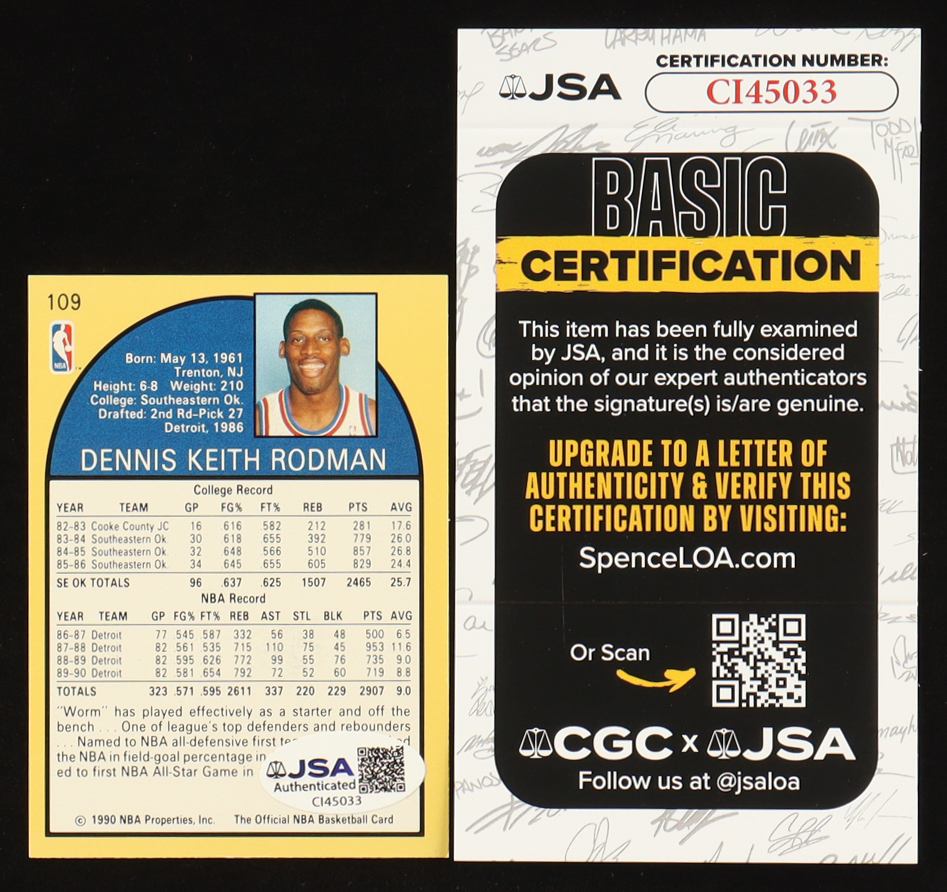 109
NBA
Born: May 13, 1961
Trenton, NJ
Height: 6-8 Weight: 210
College: Southeastern Ok.
Drafted: 2nd Rd–Pick 27
Detroit, 1986
DENNIS KEITH RODMAN
College Record
YEAR TEAM GP FG% FT% REB PTS AVG
82-83 Cooke County JC 16 616 582 212 281 17.6
83-84 Southeastern Ok. 30 618 655 392 779 26.0
84-85 Southeastern Ok. 32 648 566 510 857 26.8
85-86 Southeastern Ok. 34 645 655 605 829 24.4
SE OK TOTALS 96 .637 .625 1507 2465 25.7
NBA Record
YEAR TEAM GP FG% FT% REB AST STL BLK PTS AVG
86-87 Detroit 77 545 587 332 56 38 48 500 6.5
87-88 Detroit 82 561 535 715 110 75 45 953 11.6
88-89 Detroit 82 595 626 772 99 55 76 735 9.0
89-90 Detroit 82 581 654 792 72 52 60 719 8.8
TOTALS 323 .571 .595 2611 337 220 229 2907 9.0
"Worm" has played effectively as a starter and off the
bench . . . One of league's top defenders and rebounders
. . . Named to NBA all-defensive first
the NBA in field-goal percentage in
ed to first NBA All-Star Game in
JSA
Authenticated
CI45033
© 1990 NBA Properties, Inc. The Official NBA Basketball Card
JSA
CERTIFICATION NUMBER:
CI45033
BASIC
CERTIFICATION
This item has been fully examined
by JSA, and it is the considered
opinion of our expert authenticators
that the signature(s) is/are genuine.
UPGRADE TO A LETTER OF
AUTHENTICITY & VERIFY THIS
CERTIFICATION BY VISITING:
SpenceLOA.com
Or Scan
CGC x JSA
Follow us at @jsaloa